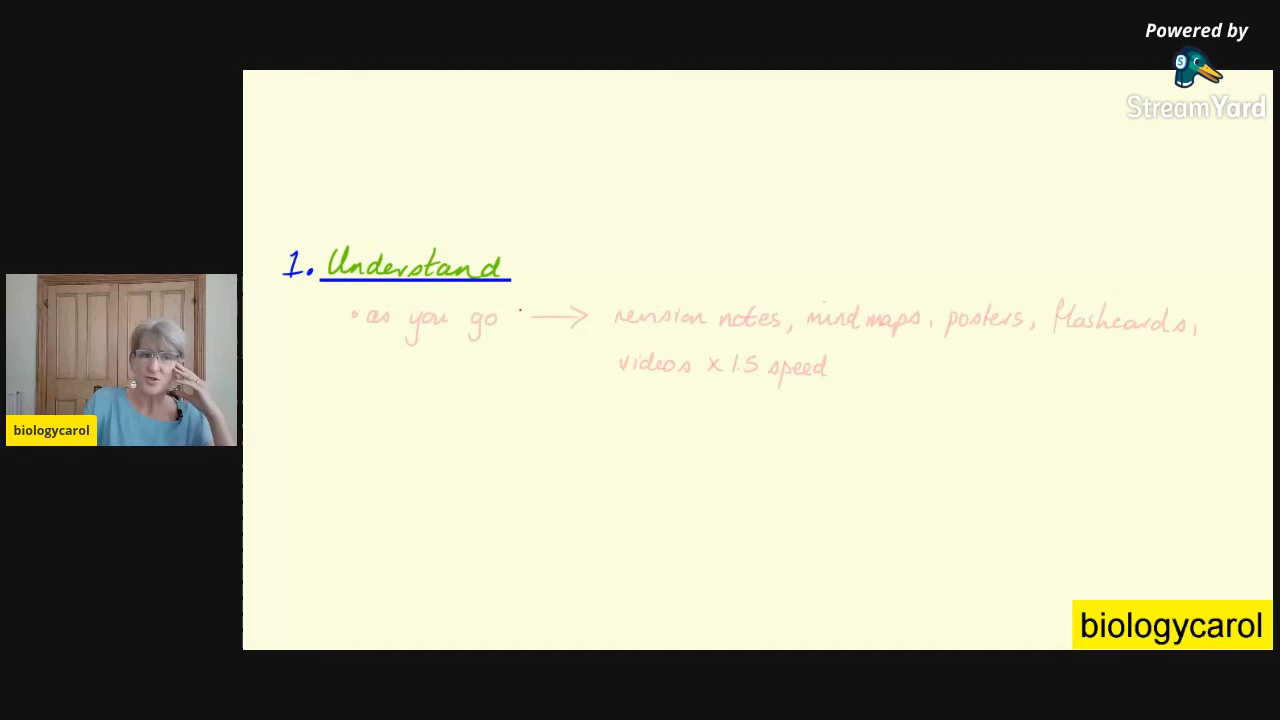 Powered by
StreamYard
1. Understand
• as you go → revision notes, mind maps, posters, flashcards,
videos x 1.5 speed
biologycarol
biologycarol